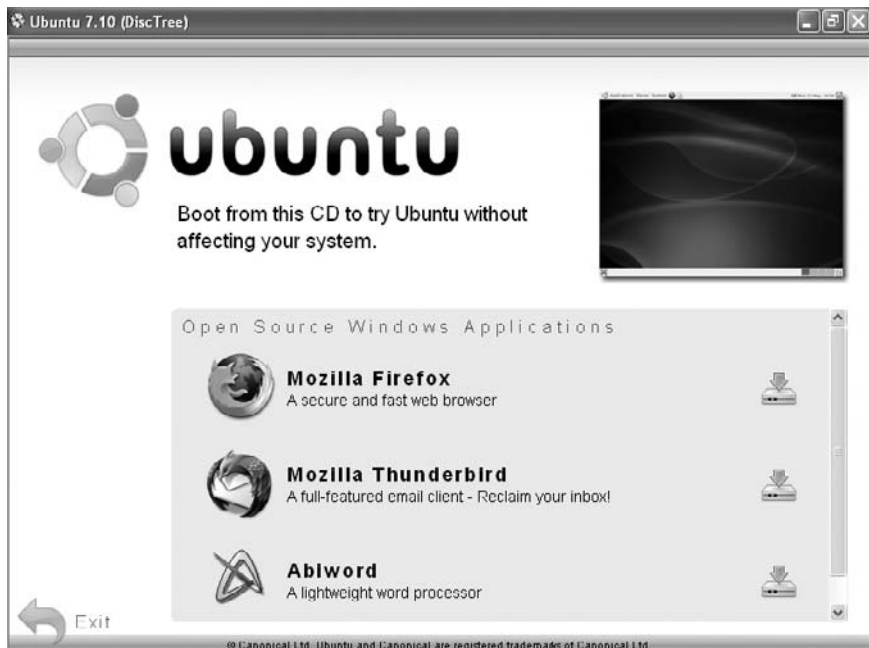 Ubuntu 7.10 (DiscTree)
ubuntu
Boot from this CD to try Ubuntu without
affecting your system.
Open Source Windows Applications
Mozilla Firefox
A secure and fast web browser
Mozilla Thunderbird
A full-featured email client - Reclaim your inbox!
Abiword
A lightweight word processor
Exit
© Canonical Ltd. Ubuntu and Canonical are registered trademarks of Canonical Ltd.